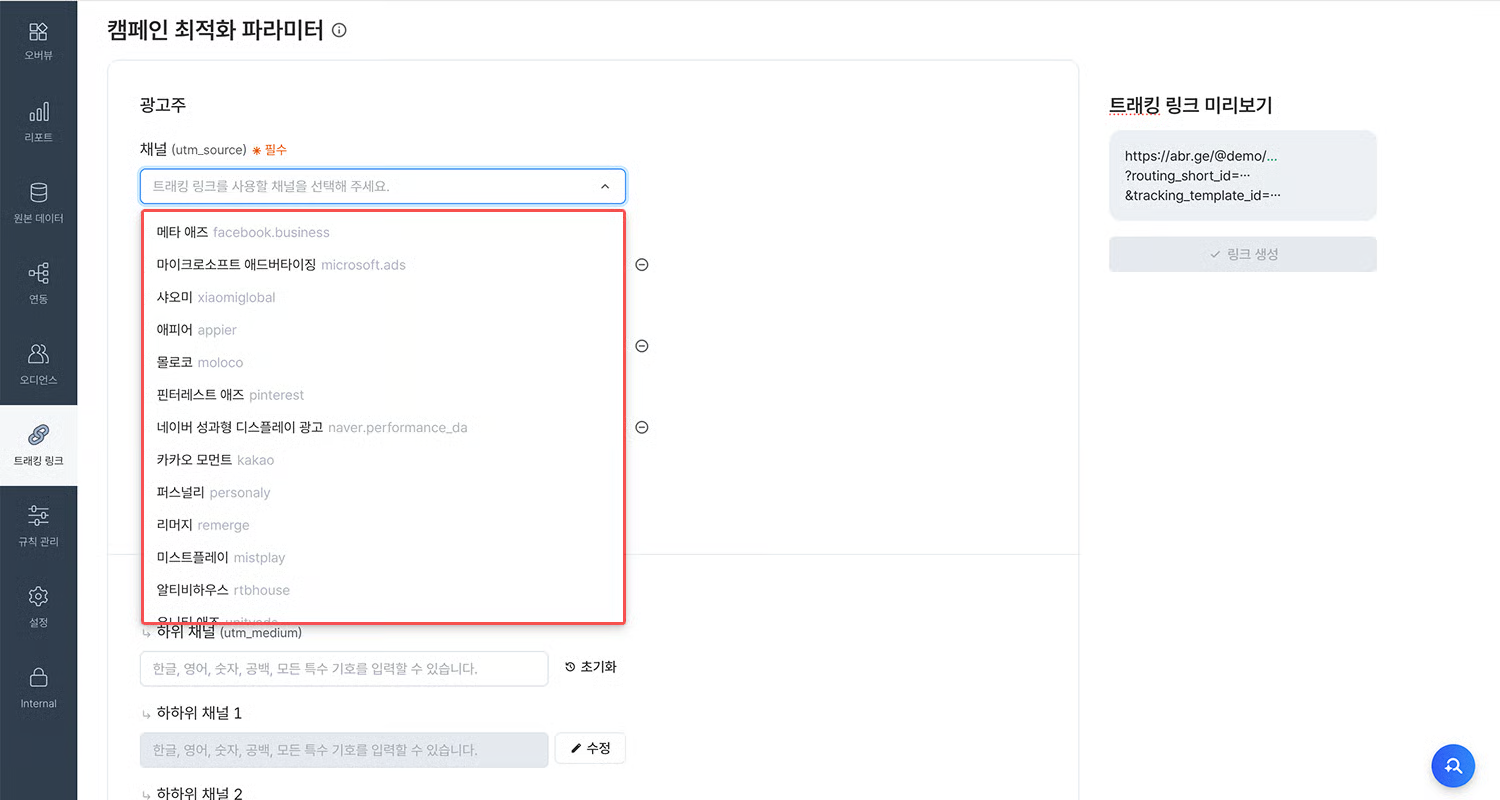 오버뷰
리포트
원본 데이터
연동
오디언스
트래킹 링크
규칙 관리
설정
Internal
캠페인 최적화 파라미터
광고주
채널 (utm_source) * 필수
트래킹 링크를 사용할 채널을 선택해 주세요.
메타 애즈 facebook.business
마이크로소프트 애드버타이징 microsoft.ads
샤오미 xiaomiglobal
애피어 appier
몰로코 moloco
핀터레스트 애즈 pinterest
네이버 성과형 디스플레이 광고 naver.performance_da
카카오 모먼트 kakao
퍼스널리 personaly
리머지 remerge
미스트플레이 mistplay
알티비하우스 rtbhouse
유니티 애즈 unityads
하위 채널 (utm_medium)
한글, 영어, 숫자, 공백, 모든 특수 기호를 입력할 수 있습니다.
초기화
하하위 채널 1
한글, 영어, 숫자, 공백, 모든 특수 기호를 입력할 수 있습니다.
수정
하하위 채널 2
트래킹 링크 미리보기
https://abr.ge/@demo/...
?routing_short_id=···
&tracking_template_id=···
링크 생성